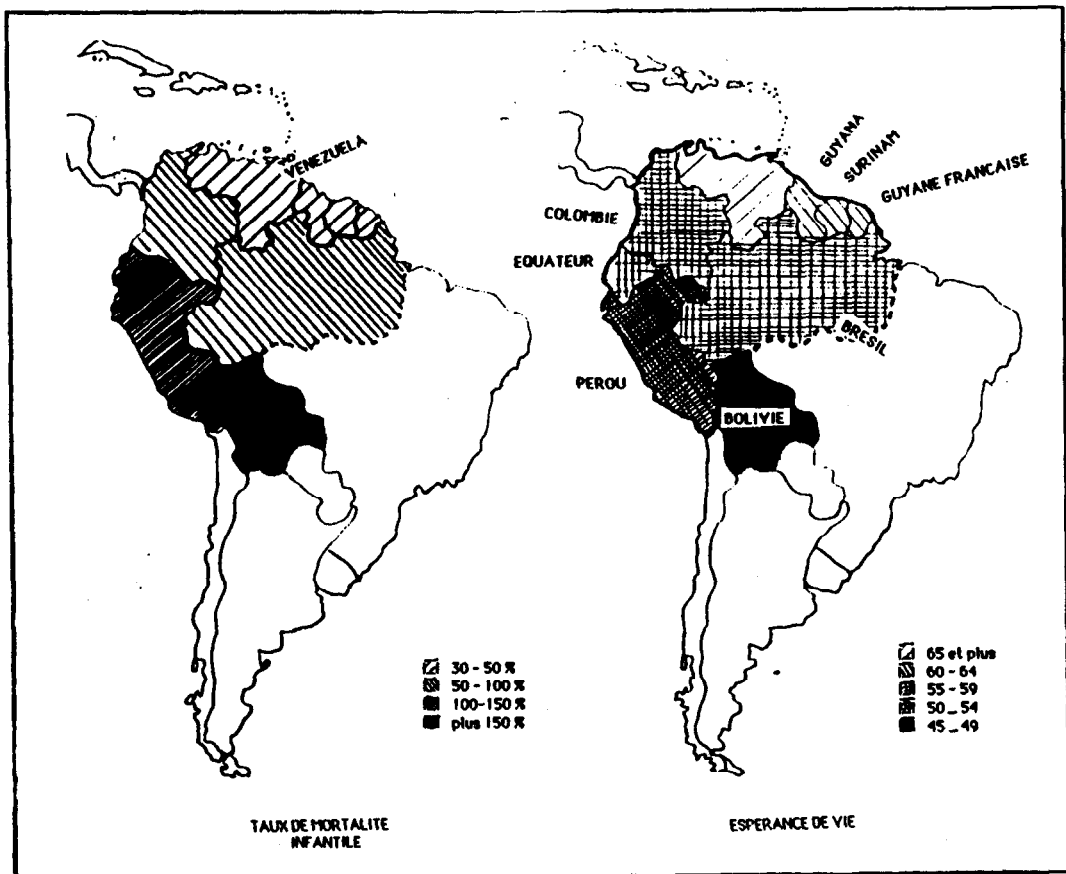 VENEZUELA
30 - 50 %
50 - 100 %
100-150 %
plus 150 %
TAUX DE MORTALITE
INFANTILE
GUYANA
SURINAM
GUYANE FRANCAISE
COLOMBIE
EQUATEUR
BRESIL
PEROU
BOLIVIE
65 et plus
60 - 64
55 - 59
50 _ 54
45 _ 49
ESPERANCE DE VIE